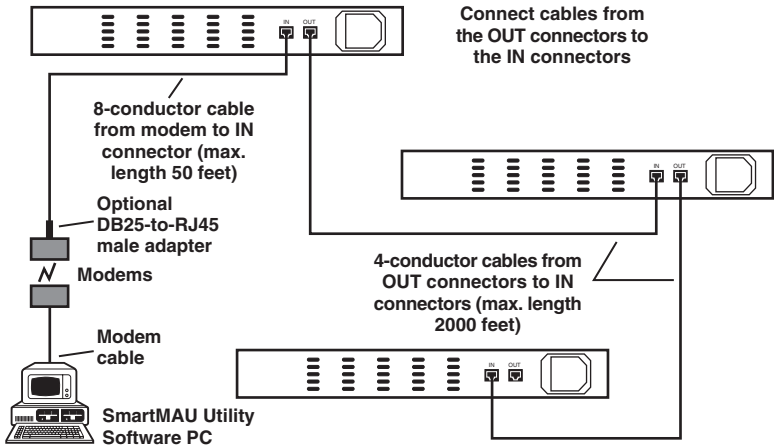 IN OUT
Connect cables from
the OUT connectors to
the IN connectors
8-conductor cable
from modem to IN
connector (max.
length 50 feet)
IN OUT
Optional
DB25-to-RJ45
male adapter
Modems
4-conductor cables from
OUT connectors to IN
connectors (max. length
2000 feet)
Modem
cable
IN OUT
SmartMAU Utility
Software PC